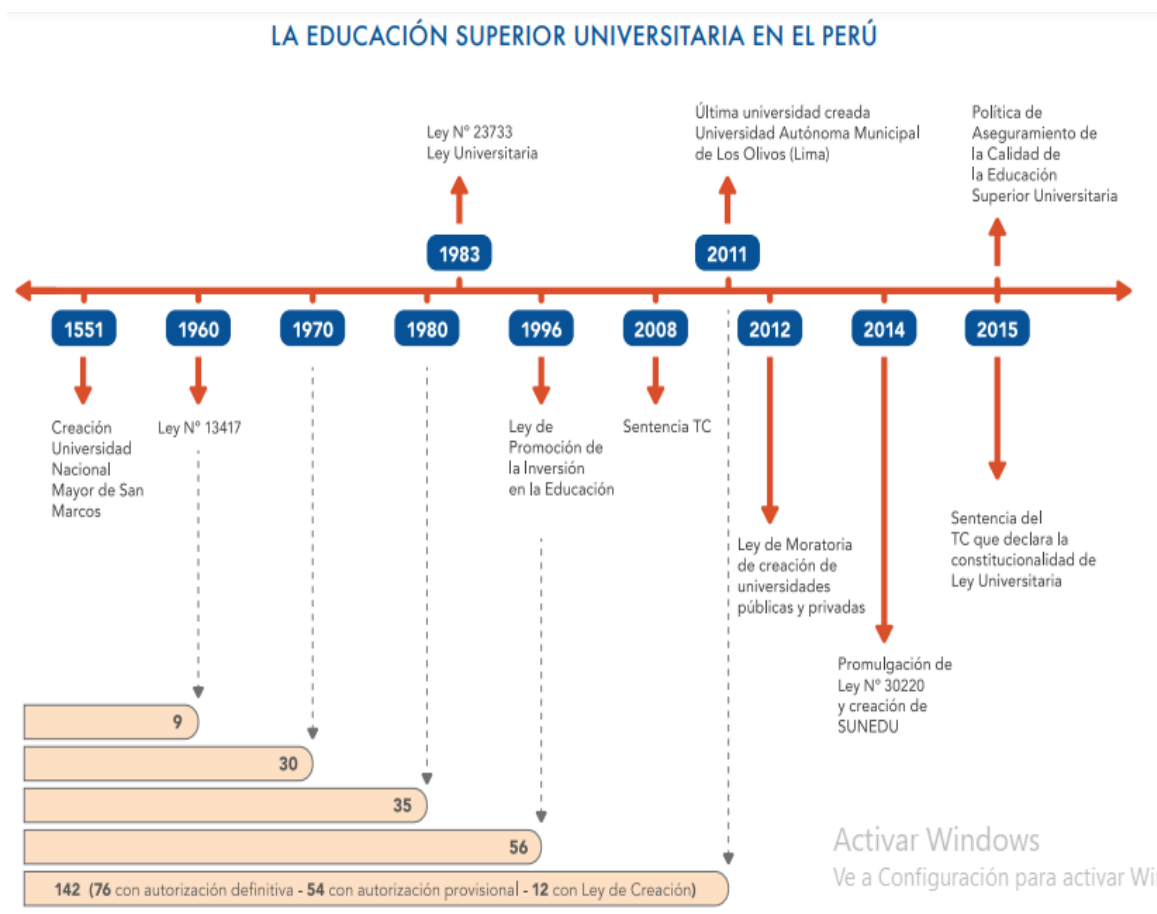 LA EDUCACIÓN SUPERIOR UNIVERSITARIA EN EL PERÚ
Ley N° 23733
Ley Universitaria
Última universidad creada
Universidad Autónoma Municipal
de Los Olivos (Lima)
Política de
Aseguramiento de
la Calidad de
la Educación
Superior Universitaria
1983
2011
1551
1960
1970
1980
1996
2008
2012
2014
2015
Creación
Universidad
Nacional
Mayor de San
Marcos
Ley N° 13417
Ley de
Promoción de
la Inversión
en la Educación
Sentencia TC
Ley de Moratoria
de creación de
universidades
públicas y privadas
Promulgación de
Ley N° 30220
y creación de
SUNEDU
Sentencia del
TC que declara la
constitucionalidad de
Ley Universitaria
9
30
35
56
142 (76 con autorización definitiva - 54 con autorización provisional - 12 con Ley de Creación)
Activar Windows
Ve a Configuración para activar Wi